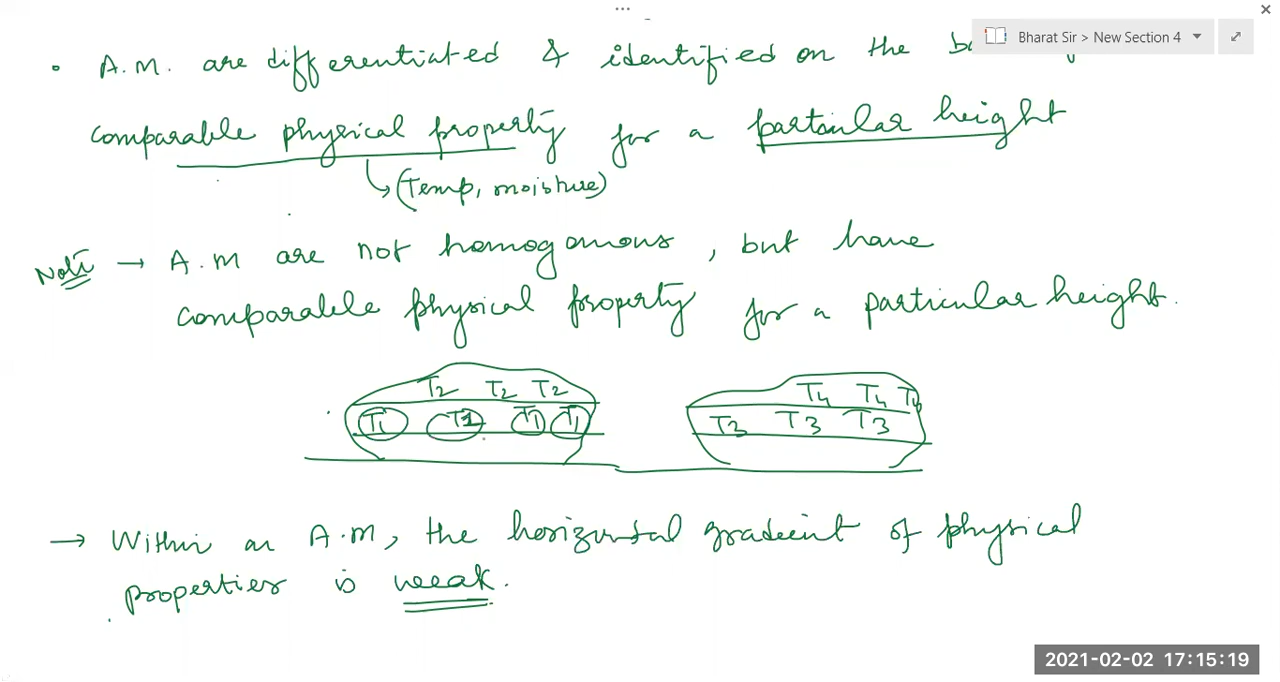 ...
Bharat Sir > New Section 4
• A.M. are differentiated & identified on the
comparable physical property for a particular height
(Temp, moisture)
Note → A.M are not homogomous, but have
comparable physical property for a particular height.
T2 T2 T2 T4 T4 T4
T1 T1 T1 T1 T3 T3 T3
→ Within an A.M, the horizontal gradient of physical
properties is weak.
2021-02-02 17:15:19